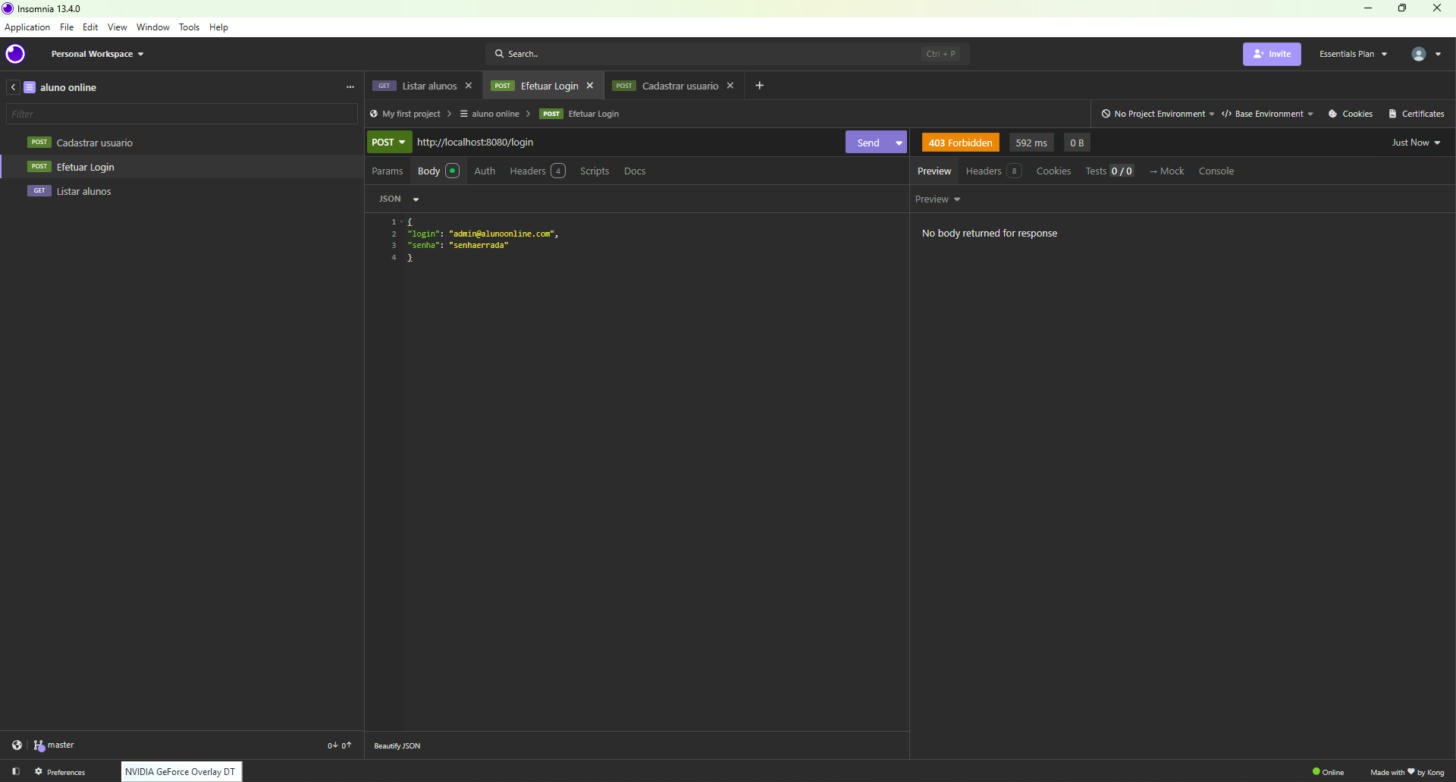 Insomnia 13.4.0
Application File Edit View Window Tools Help
Personal Workspace
Search..
Ctrl + P
Invite
Essentials Plan
aluno online
Filter
POST Cadastrar usuario
POST Efetuar Login
GET Listar alunos
GET Listar alunos
POST Efetuar Login
POST Cadastrar usuario
My first project
aluno online
POST Efetuar Login
No Project Environment
</> Base Environment
Cookies
Certificates
POST
http://localhost:8080/login
Send
403 Forbidden
592 ms
0 B
Just Now
Params
Body
Auth
Headers 4
Scripts
Docs
Preview
Headers 8
Cookies
Tests 0 / 0
→ Mock
Console
JSON
Preview
1 {
2 "login": "admin@alunoonline.com",
3 "senha": "senhaerrada"
4 }
No body returned for response
master
0↓ 0↑
Beautify JSON
Preferences
NVIDIA GeForce Overlay DT
Online
Made with ♥ by Kong